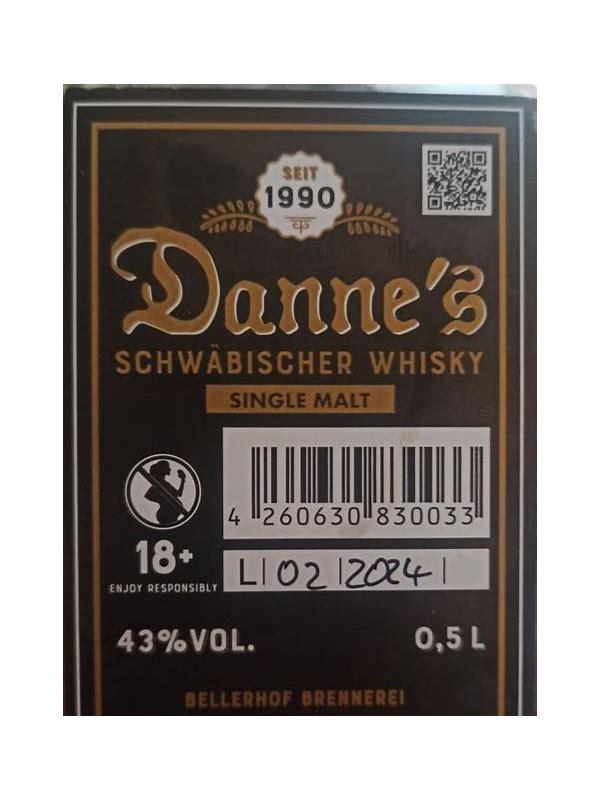 SEIT
1990
Danne's
SCHWÄBISCHER WHISKY
SINGLE MALT
4 260630 830033
18+
ENJOY RESPONSIBLY
L|02|2024|
43%VOL.
0,5 L
BELLERHOF BRENNEREI